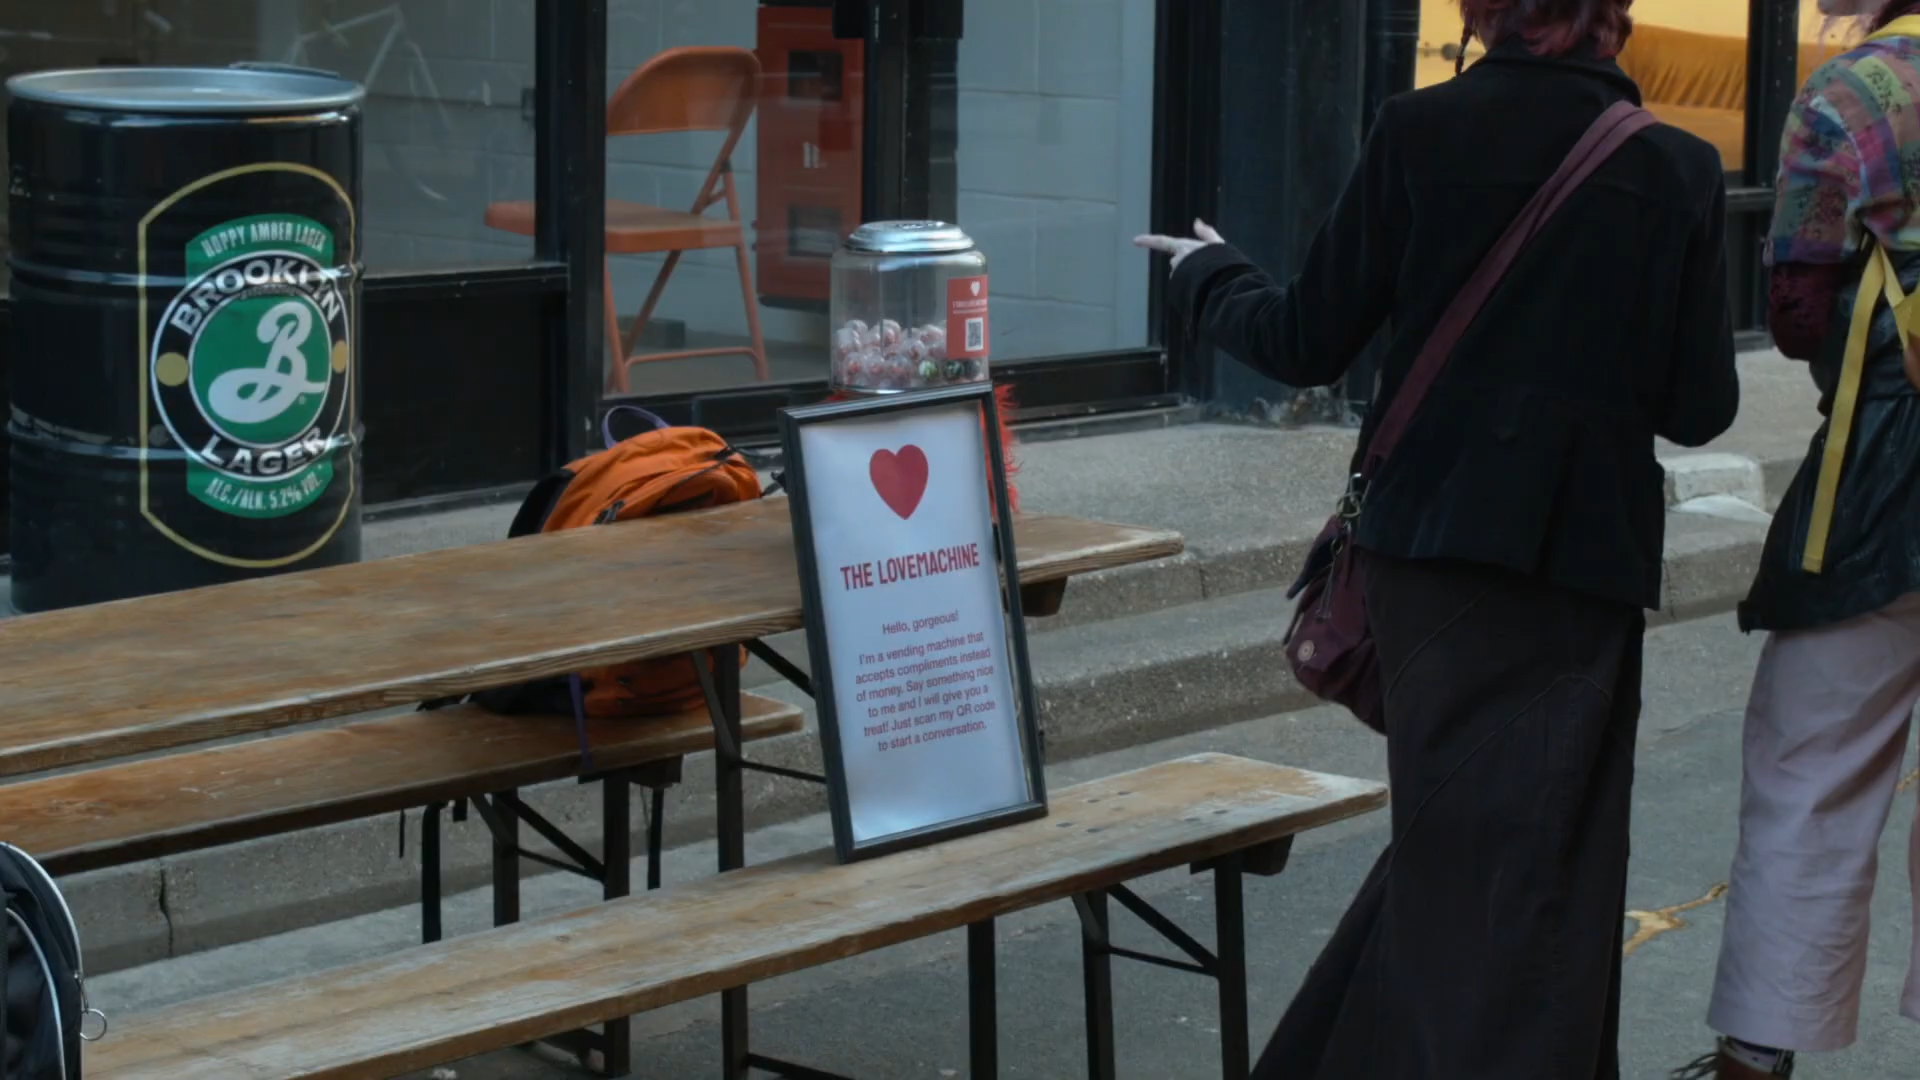 HOPPY AMBER LAGER
BROOKLYN
B
LAGER
ALC./ALK. 5.2% VOL.
THE LOVEMACHINE
Hello, gorgeous!
I'm a vending machine that
accepts compliments instead
of money. Say something nice
to me and I will give you a
treat! Just scan my QR code
to start a conversation.